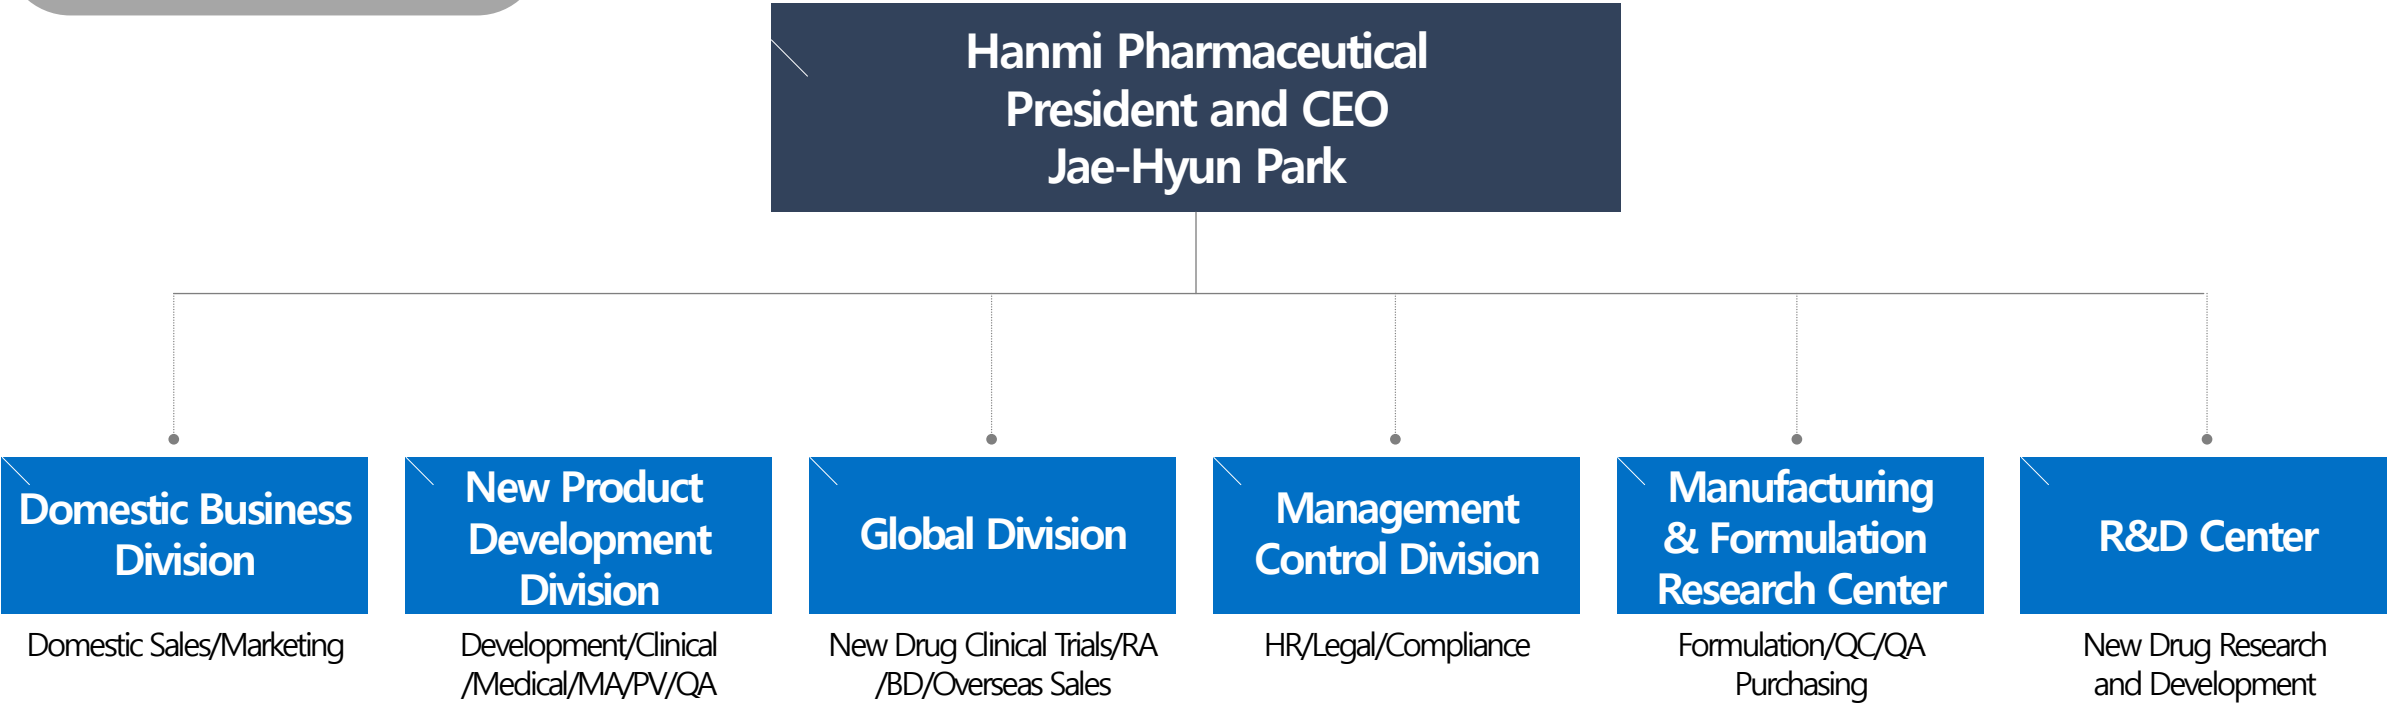 Hanmi Pharmaceutical
President and CEO
Jae-Hyun Park
Domestic Business
Division
Domestic Sales/Marketing
New Product
Development
Division
Development/Clinical
/Medical/MA/PV/QA
Global Division
New Drug Clinical Trials/RA
/BD/Overseas Sales
Management
Control Division
HR/Legal/Compliance
Manufacturing
& Formulation
Research Center
Formulation/QC/QA
Purchasing
R&D Center
New Drug Research
and Development